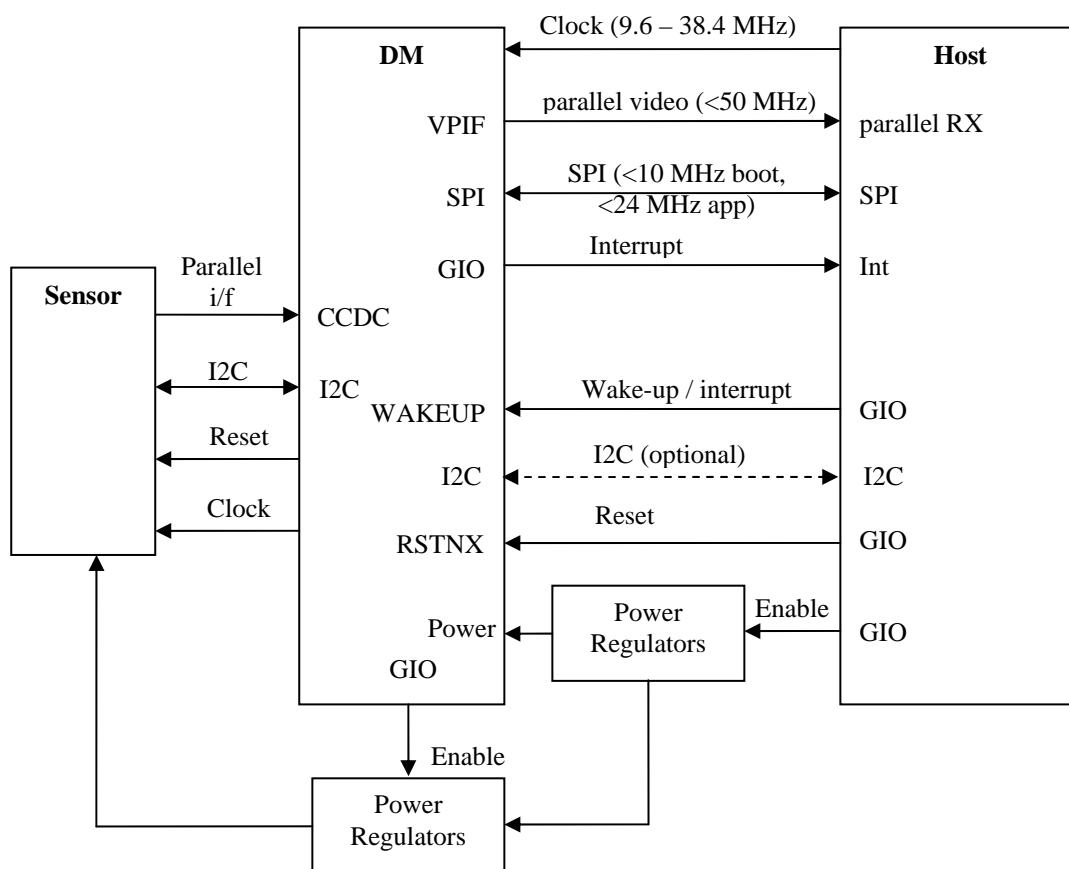 Clock (9.6 – 38.4 MHz)
DM
Host
parallel video (<50 MHz)
VPIF
parallel RX
SPI (<10 MHz boot,
<24 MHz app)
SPI
SPI
Interrupt
GIO
Int
Sensor
Parallel
i/f
CCDC
I2C
I2C
Wake-up / interrupt
WAKEUP
GIO
Reset
I2C (optional)
I2C
I2C
Clock
Reset
RSTNX
GIO
Power
Power
Regulators
Enable
GIO
GIO
Enable
Power
Regulators